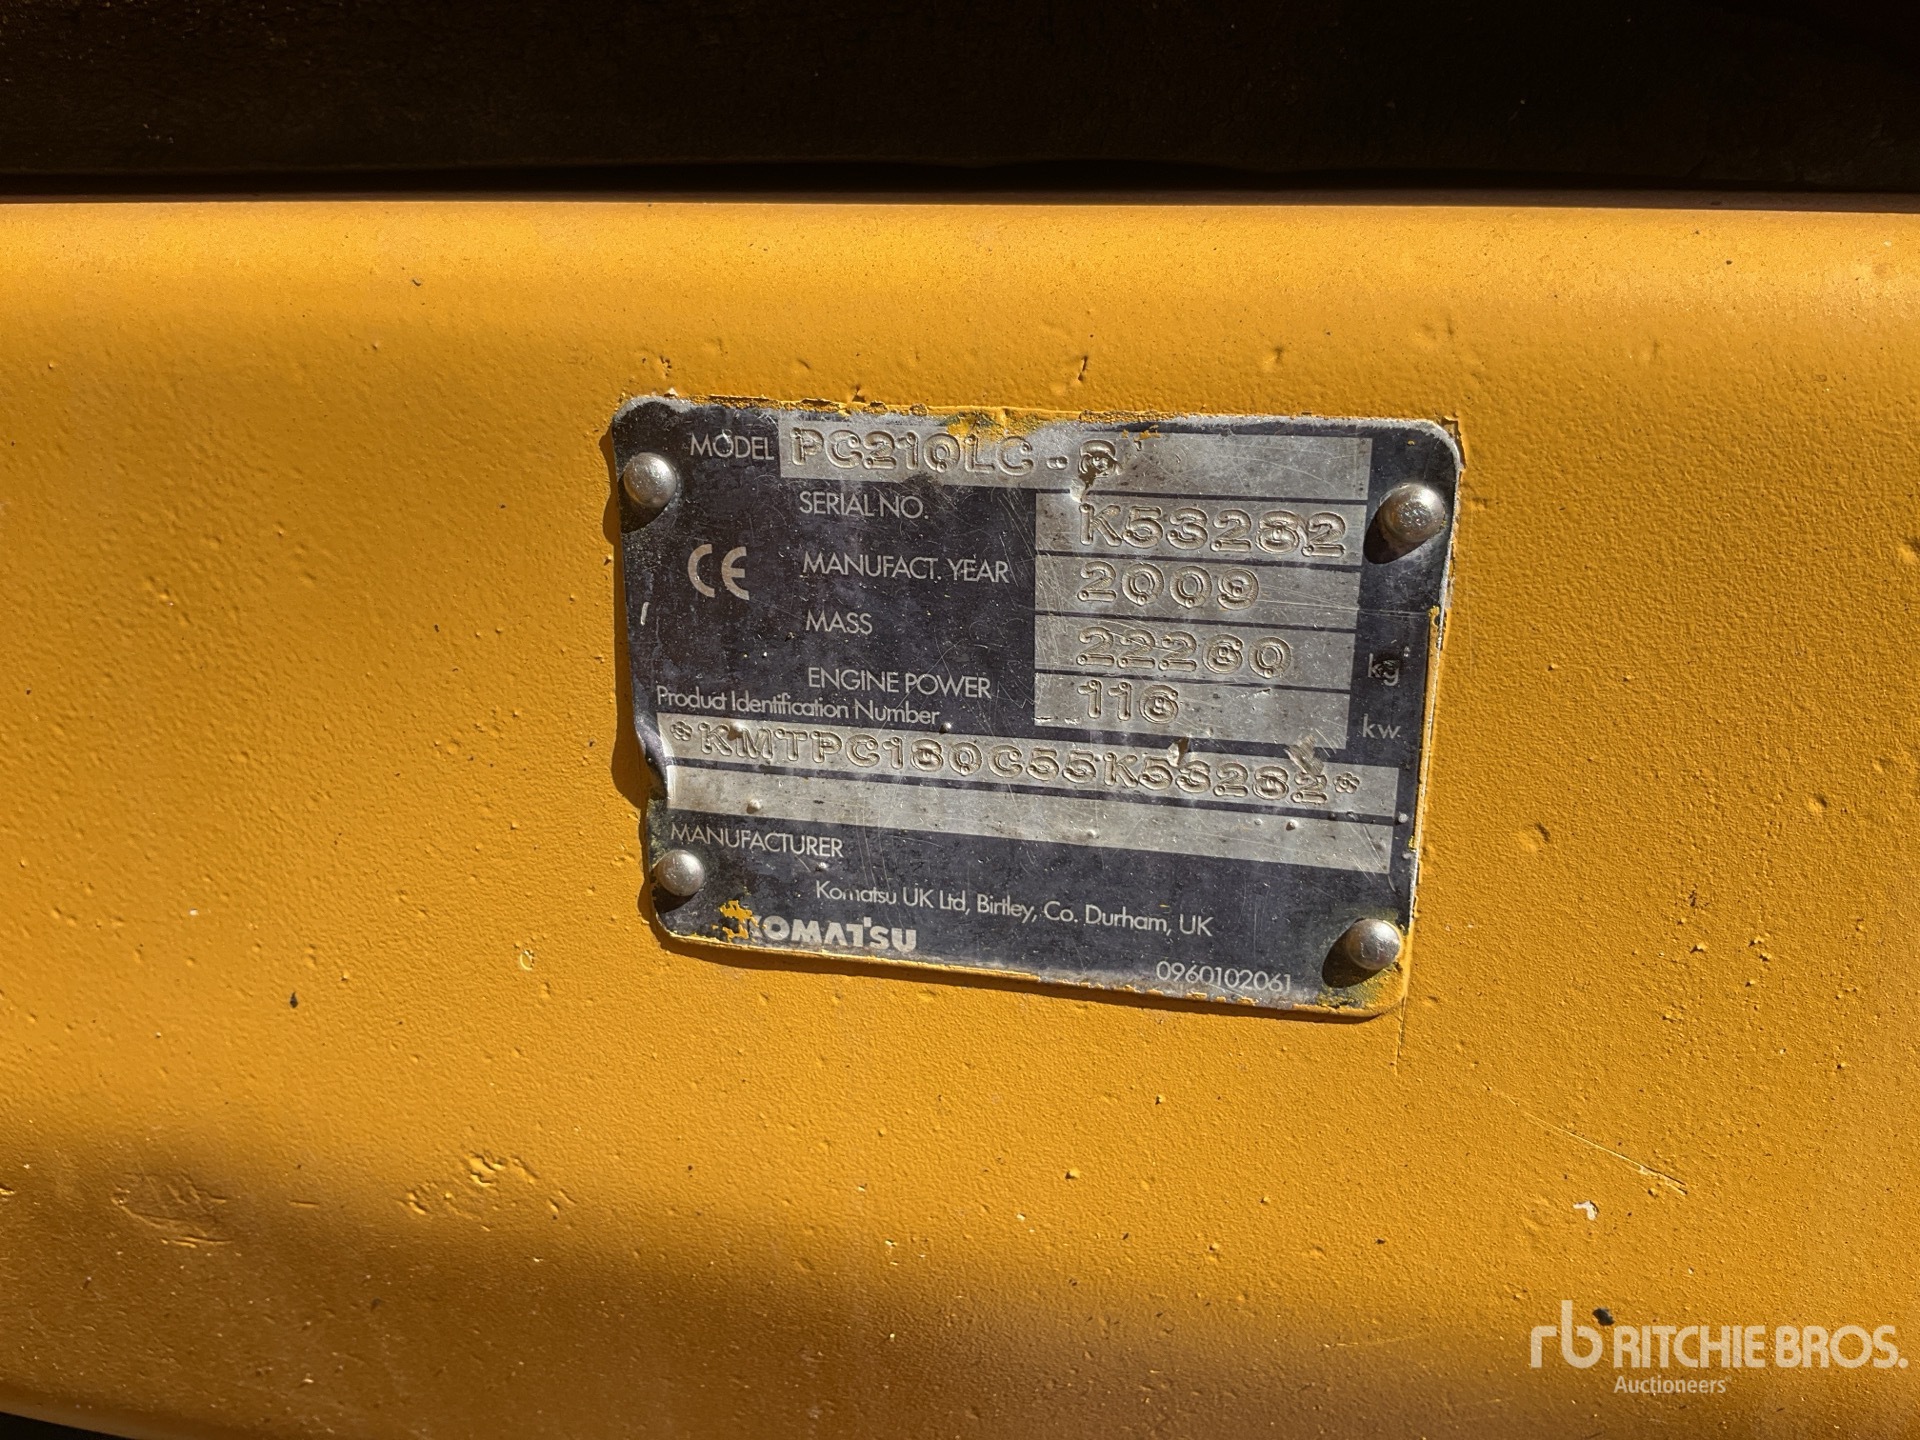 MODEL PC210LC-8
SERIAL NO. K53282
CE
MANUFACT. YEAR 2009
MASS 22260 kg
ENGINE POWER 116 kw.
Product Identification Number
*KMTPC180C55K53282*
MANUFACTURER
Komatsu UK Ltd, Birtley, Co. Durham, UK
KOMATSU
0960102061
rb RITCHIE BROS.
Auctioneers